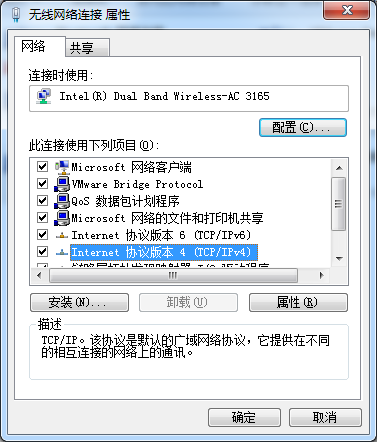 无线网络连接 属性
网络
共享
连接时使用:
Intel(R) Dual Band Wireless-AC 3165
配置(C)...
此连接使用下列项目(O):
Microsoft 网络客户端
VMware Bridge Protocol
QoS 数据包计划程序
Microsoft 网络的文件和打印机共享
Internet 协议版本 6 (TCP/IPv6)
Internet 协议版本 4 (TCP/IPv4)
安装(N)...
卸载(U)
属性(R)
描述
TCP/IP。该协议是默认的广域网络协议，它提供在不同
的相互连接的网络上的通讯。
确定
取消